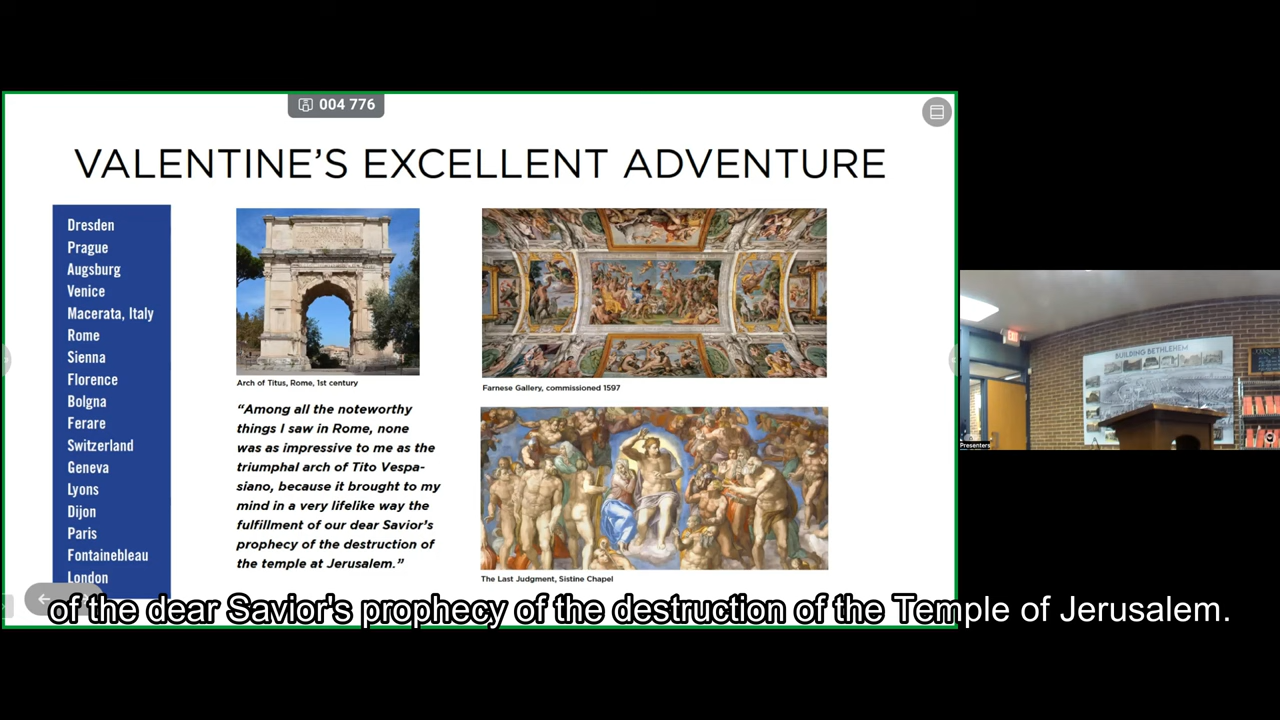 004 776
VALENTINE'S EXCELLENT ADVENTURE
Dresden
Prague
Augsburg
Venice
Macerata, Italy
Rome
Sienna
Florence
Bolgna
Ferare
Switzerland
Geneva
Lyons
Dijon
Paris
Fontainebleau
London
Arch of Titus, Rome, 1st century
“Among all the noteworthy
things I saw in Rome, none
was as impressive to me as the
triumphal arch of Tito Vespa-
siano, because it brought to my
mind in a very lifelike way the
fulfillment of our dear Savior’s
prophecy of the destruction of
the temple at Jerusalem.”
Farnese Gallery, commissioned 1597
The Last Judgment, Sistine Chapel
BUILDING BETHLEHEM
EXIT
Presenters
of the dear Savior's prophecy of the destruction of the Temple of Jerusalem.